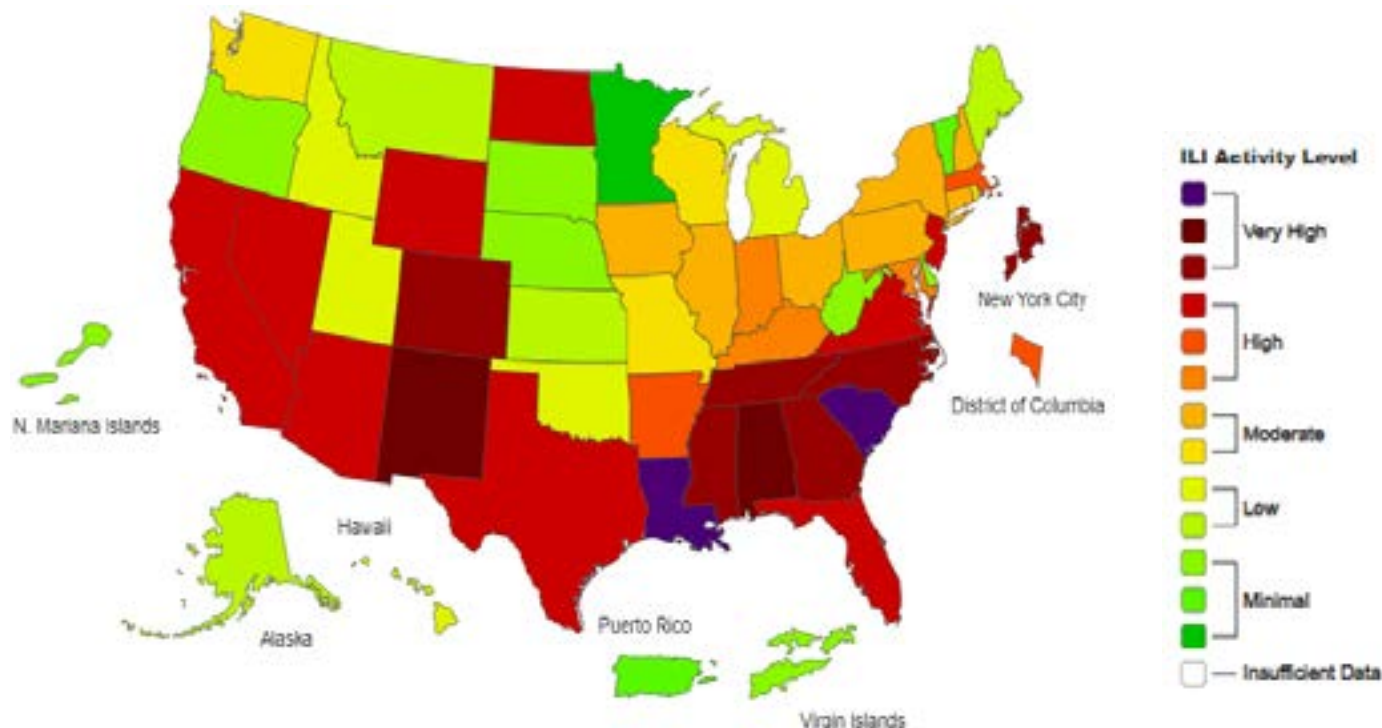 ILI Activity Level
Very High
High
Moderate
Low
Minimal
Insufficient Data
New York City
District of Columbia
N. Mariana Islands
Hawaii
Alaska
Puerto Rico
Virgin Islands